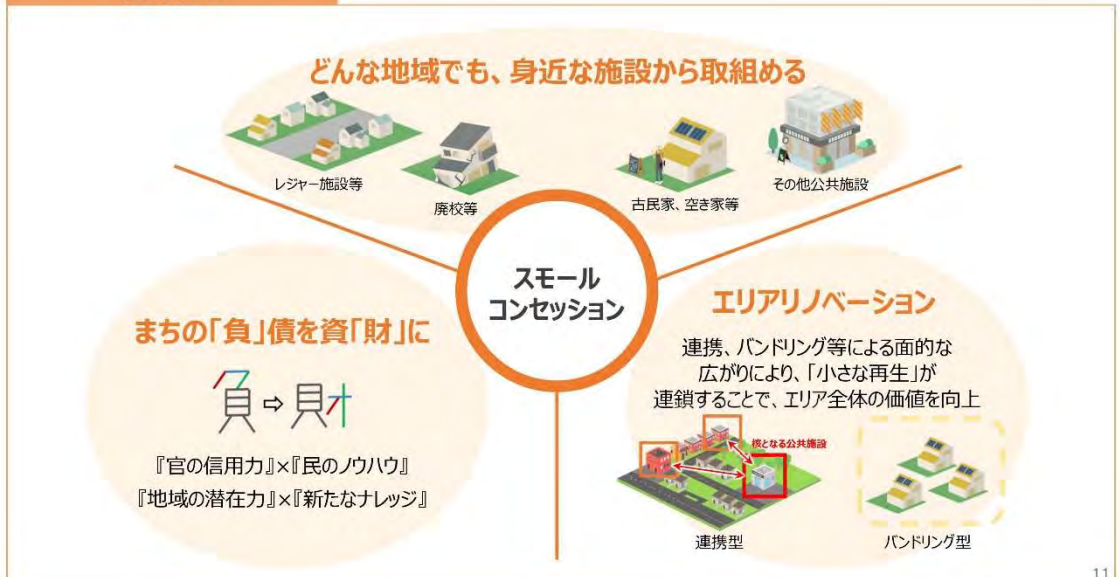 どんな地域でも、身近な施設から取組める
レジャー施設等
廃校等
古民家、空き家等
その他公共施設
スモール
コンセッション
まちの「負」債を資「財」に
負⇨財
『官の信用力』×『民のノウハウ』
『地域の潜在力』×『新たなナレッジ』
エリアリノベーション
連携、バンドリング等による面的な
広がりにより、「小さな再生」が
連鎖することで、エリア全体の価値を向上
核となる公共施設
連携型
バンドリング型
11